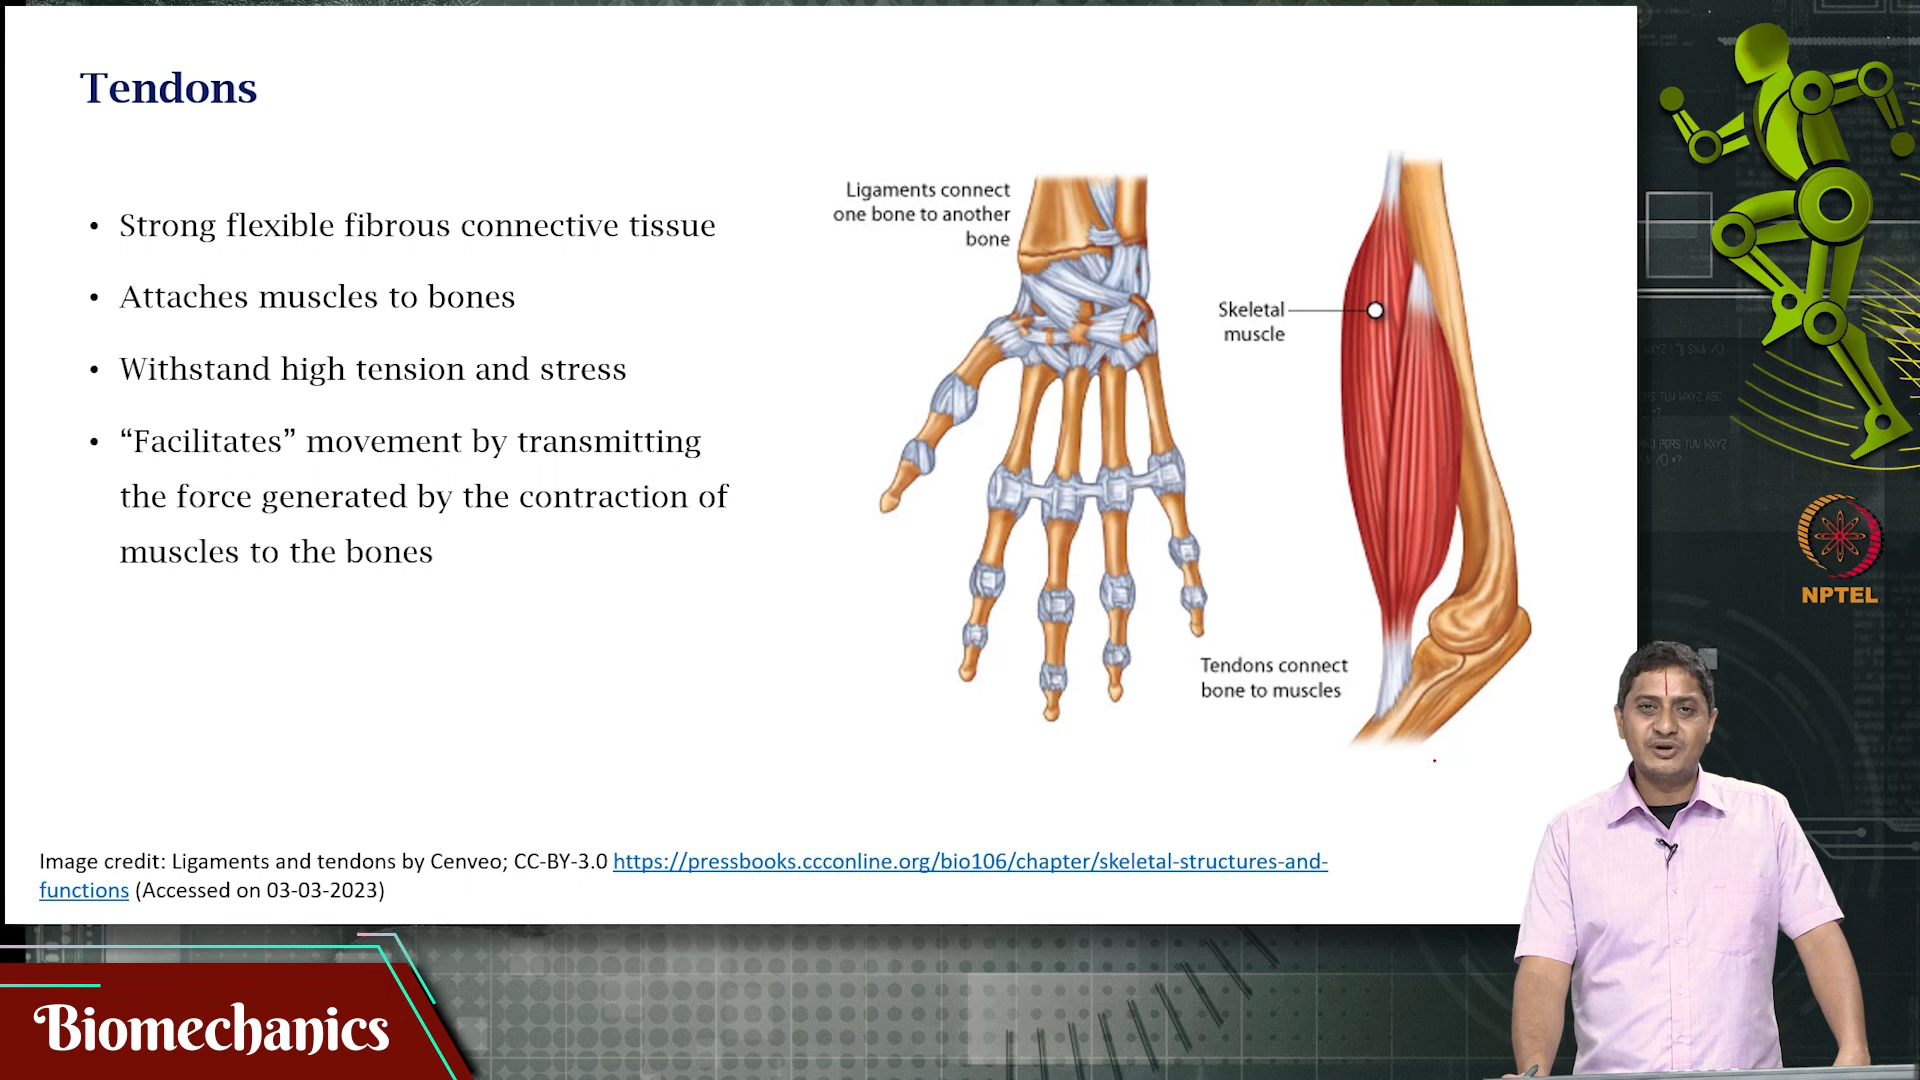 Tendons
• Strong flexible fibrous connective tissue
• Attaches muscles to bones
• Withstand high tension and stress
• “Facilitates” movement by transmitting
the force generated by the contraction of
muscles to the bones
Ligaments connect
one bone to another
bone
Skeletal
muscle
Tendons connect
bone to muscles
Image credit: Ligaments and tendons by Cenveo; CC-BY-3.0 https://pressbooks.ccconline.org/bio106/chapter/skeletal-structures-and-
functions (Accessed on 03-03-2023)
NPTEL
Biomechanics